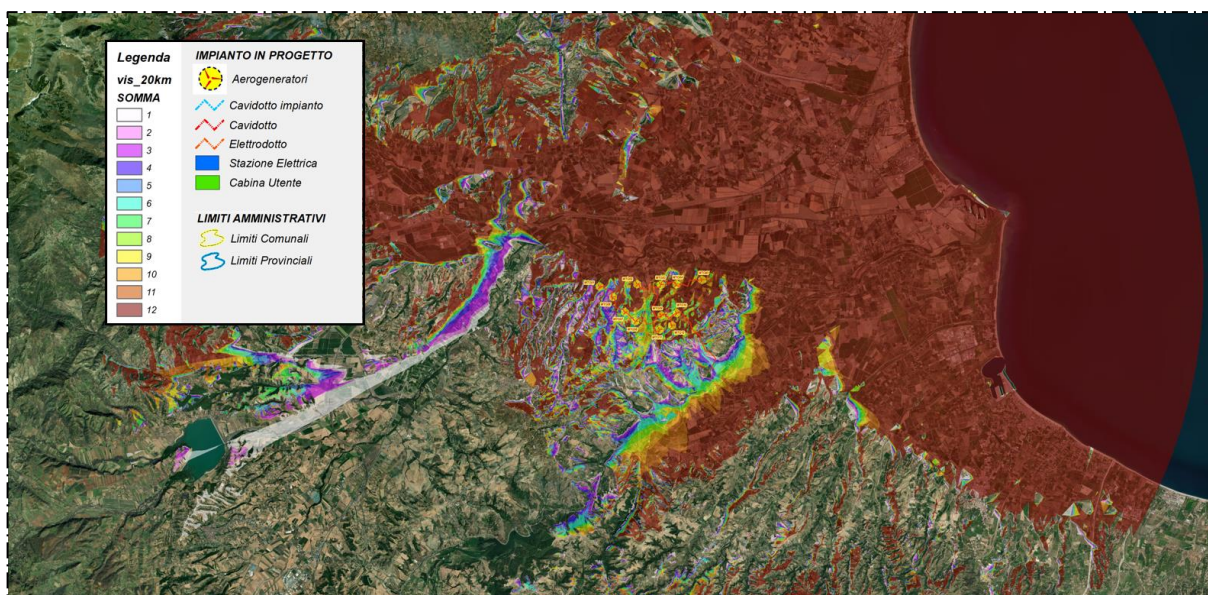 Legenda
vis_20km
SOMMA
1
2
3
4
5
6
7
8
9
10
11
12
IMPIANTO IN PROGETTO
Aerogeneratori
Cavidotto impianto
Cavidotto
Elettrodotto
Stazione Elettrica
Cabina Utente
LIMITI AMMINISTRATIVI
Limiti Comunali
Limiti Provinciali